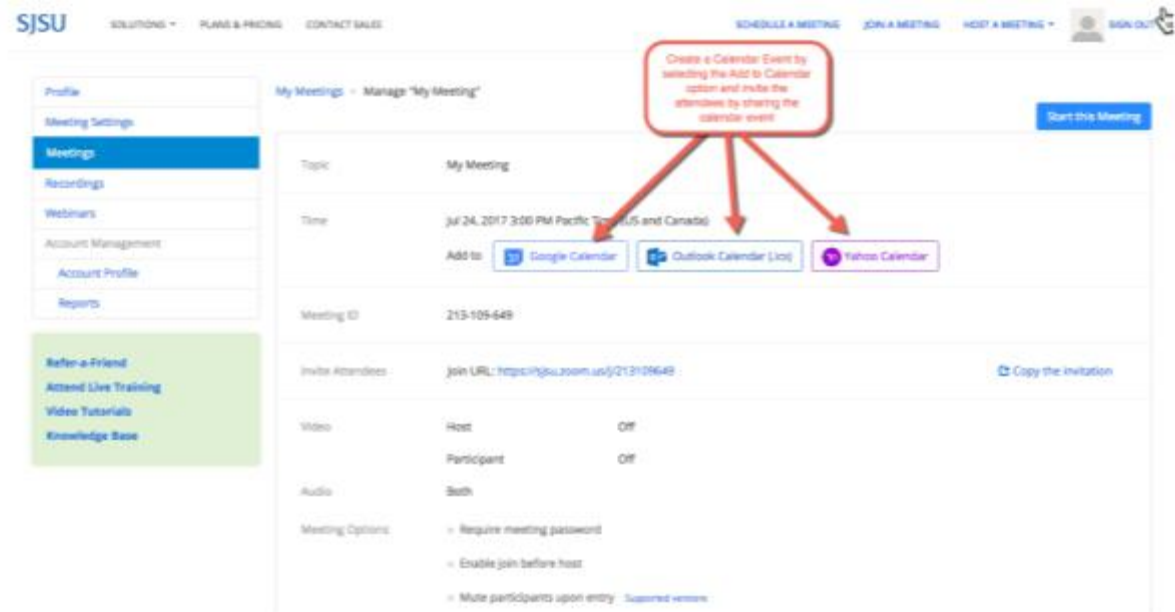 SJSU SOLUTIONS PLANS & PRICING CONTACT SALES SCHEDULE A MEETING JOIN A MEETING HOST A MEETING SIGN OUT
Create a Calendar Event by
selecting the Add to Calendar
option and invite the
attendees by sharing the
calendar event
Profile
Meeting Settings
Meetings
Recordings
Webinars
Account Management
Account Profile
Reports
Refer-a-Friend
Attend Live Training
Video Tutorials
Knowledge Base
My Meetings > Manage "My Meeting"
Start this Meeting
Topic My Meeting
Time Jul 24, 2017 3:00 PM Pacific Time (US and Canada)
Add to Google Calendar Outlook Calendar (.ics) Yahoo Calendar
Meeting ID 213-109-649
Invite Attendees Join URL: https://sjsu.zoom.us/j/213109649 Copy the invitation
Video Host Off
Participant Off
Audio Both
Meeting Options Require meeting password
Enable join before host
Mute participants upon entry Supported versions